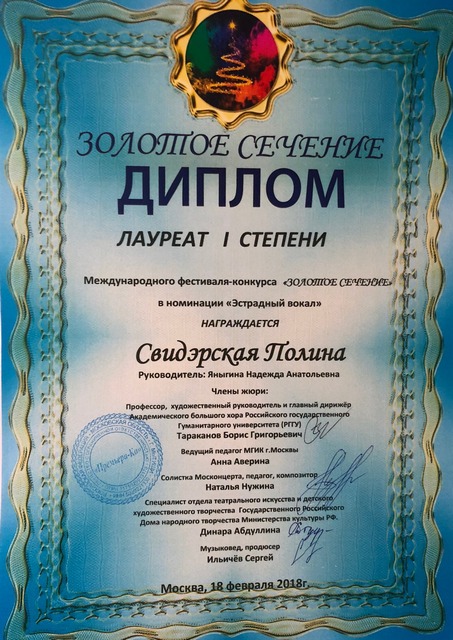 ЗОЛОТОЕ СЕЧЕНИЕ
ДИПЛОМ
ЛАУРЕАТ I СТЕПЕНИ
Международного фестиваля-конкурса «ЗОЛОТОЕ СЕЧЕНИЕ»
в номинации «Эстрадный вокал»
НАГРАЖДАЕТСЯ
Свидэрская Полина
Руководитель: Яныгина Надежда Анатольевна
Члены жюри:
Профессор, художественный руководитель и главный дирижёр
Академического большого хора Российского государственного
Гуманитарного университета (РГГУ)
Тараканов Борис Григорьевич
Ведущий педагог МГИК г.Москвы
Анна Аверина
Солистка Москонцерта, педагог, композитор
Наталья Нужина
Специалист отдела театрального искусства и детского
художественного творчества Государственного Российского
Дома народного творчества Министерства культуры РФ.
Динара Абдуллина
Музыковед, продюсер
Ильичёв Сергей
«Премьера-Ко»
Москва, 18 февраля 2018г.